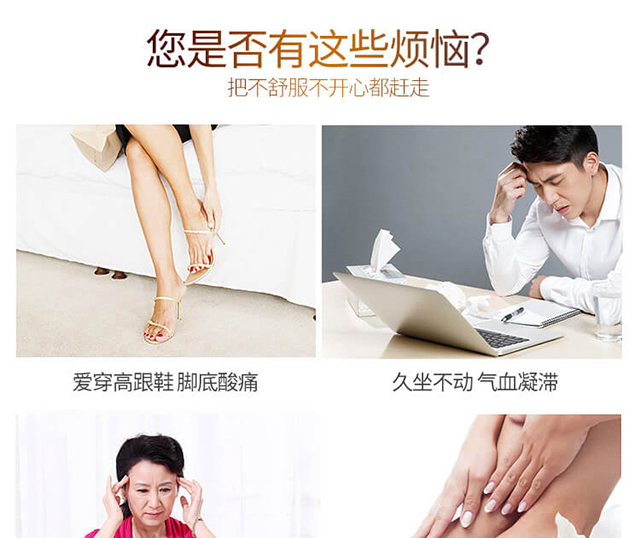 您是否有这些烦恼？
把不舒服不开心都赶走
爱穿高跟鞋 脚底酸痛
久坐不动 气血凝滞